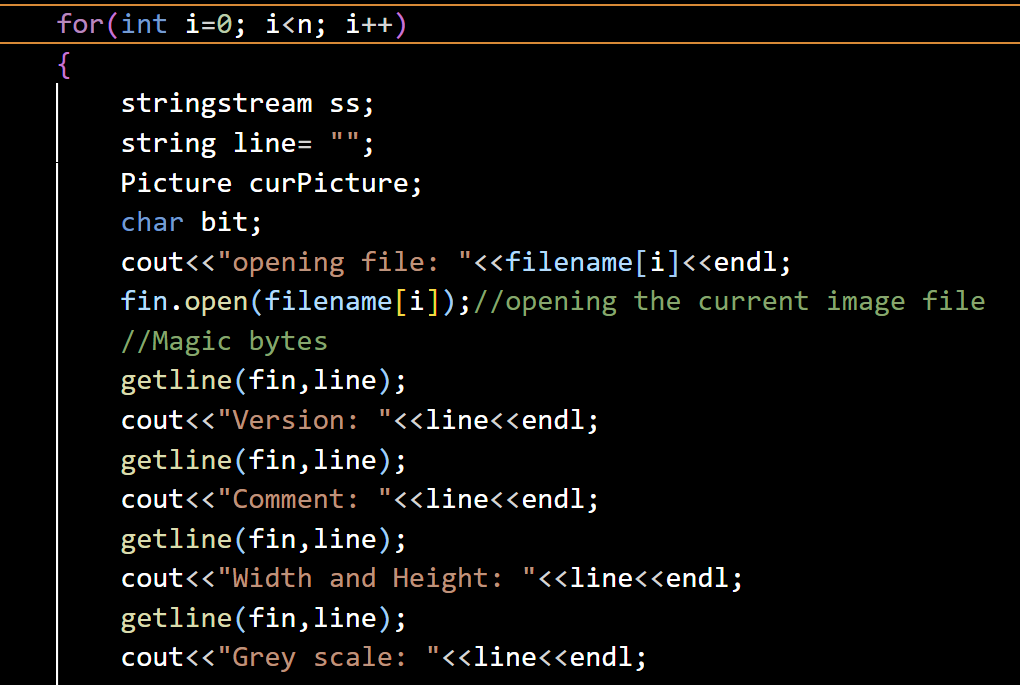 for(int i=0; i<n; i++)
{
stringstream ss;
string line= "";
Picture curPicture;
char bit;
cout<<"opening file: "<<filename[i]<<endl;
fin.open(filename[i]);//opening the current image file
//Magic bytes
getline(fin,line);
cout<<"Version: "<<line<<endl;
getline(fin,line);
cout<<"Comment: "<<line<<endl;
getline(fin,line);
cout<<"Width and Height: "<<line<<endl;
getline(fin,line);
cout<<"Grey scale: "<<line<<endl;